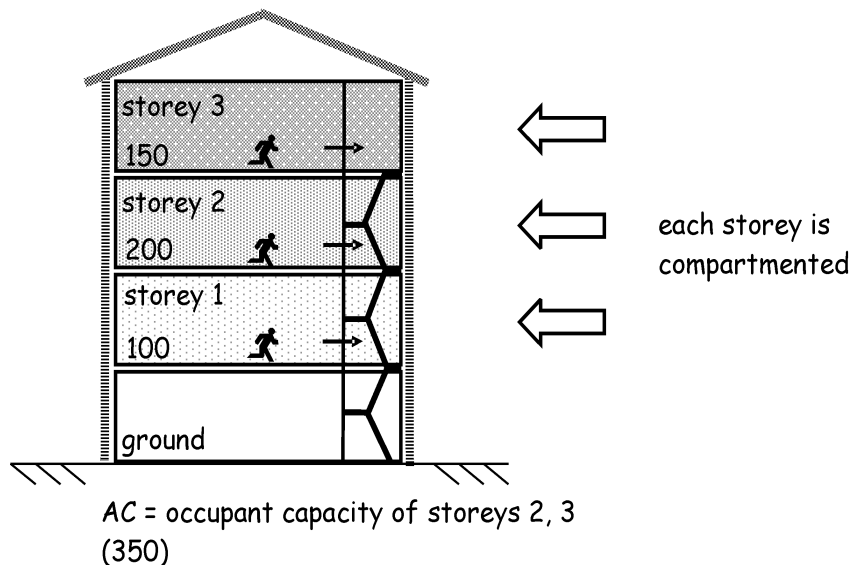 storey 3
150
storey 2
200
storey 1
100
ground
each storey is
compartmented
AC = occupant capacity of storeys 2, 3
(350)